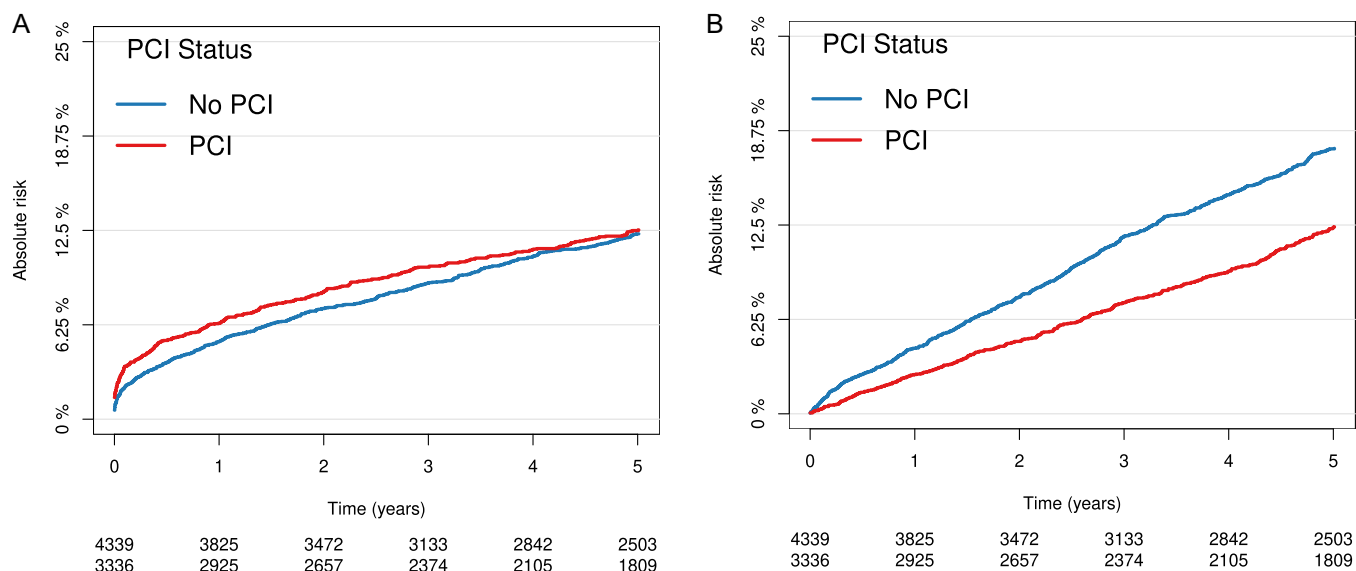 A
PCI Status
No PCI
PCI
25 %
18.75 %
12.5 %
6.25 %
0 %
Absolute risk
0 1 2 3 4 5
Time (years)
4339 3825 3472 3133 2842 2503
3336 2925 2657 2374 2105 1809
B
PCI Status
No PCI
PCI
25 %
18.75 %
12.5 %
6.25 %
0 %
Absolute risk
0 1 2 3 4 5
Time (years)
4339 3825 3472 3133 2842 2503
3336 2925 2657 2374 2105 1809